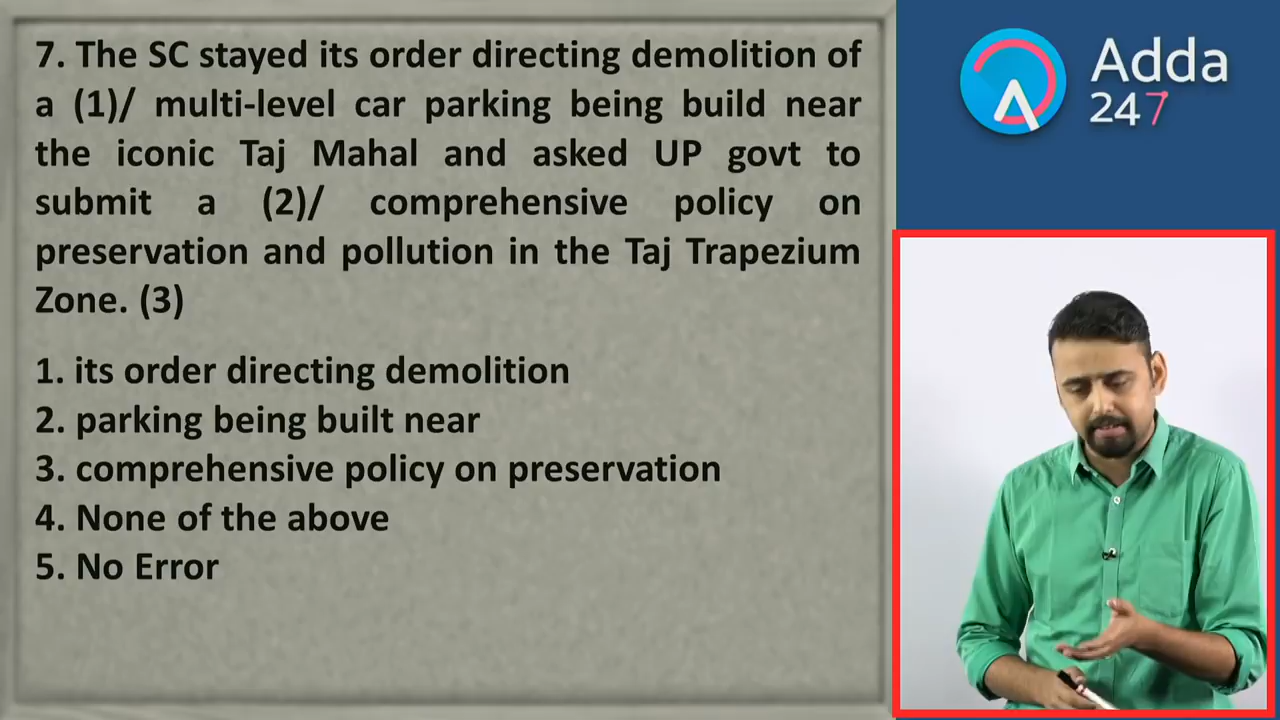 7. The SC stayed its order directing demolition of
a (1)/ multi-level car parking being build near
the iconic Taj Mahal and asked UP govt to
submit a (2)/ comprehensive policy on
preservation and pollution in the Taj Trapezium
Zone. (3)
1. its order directing demolition
2. parking being built near
3. comprehensive policy on preservation
4. None of the above
5. No Error
Adda
247